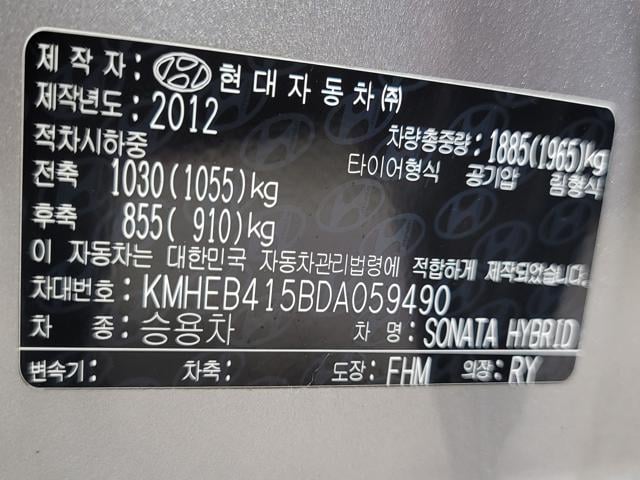 제 작 자 : 현 대 자 동 차 ㈜
제작년도 : 2012
차량총중량 : 1885(1965)kg
적차시하중
타이어형식 공기압 림형식
전축 1030(1055)kg
후축 855( 910)kg
이 자동차는 대한민국 자동차관리법령에 적합하게 제작되었습니다.
차대번호 : KMHEB415BDA059490
차 종 : 승용차 차 명 : SONATA HYBRID
변속기 : 차축 : 도장 : FHM 의장 : RY